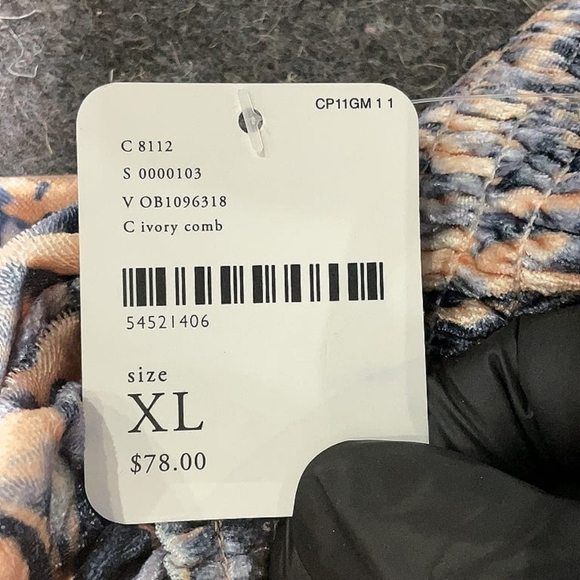 CP11GM 1 1
C 8112
S 0000103
V OB1096318
C ivory comb
54521406
size
XL
$78.00